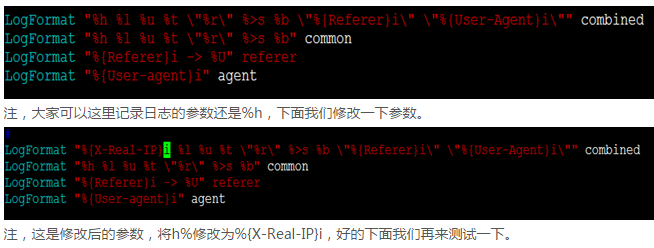 LogFormat "%h %l %u %t \"%r\" %>s %b \"%{Referer}i\" \"%{User-Agent}i\"" combined
LogFormat "%h %l %u %t \"%r\" %>s %b" common
LogFormat "%{Referer}i -> %U" referer
LogFormat "%{User-agent}i" agent
注，大家可以这里记录日志的参数还是%h，下面我们修改一下参数。
#
LogFormat "%{X-Real-IP}i %l %u %t \"%r\" %>s %b \"%{Referer}i\" \"%{User-Agent}i\"" combined
LogFormat "%h %l %u %t \"%r\" %>s %b" common
LogFormat "%{Referer}i -> %U" referer
LogFormat "%{User-agent}i" agent
注，这是修改后的参数，将h%修改为%{X-Real-IP}i，好的下面我们再来测试一下。